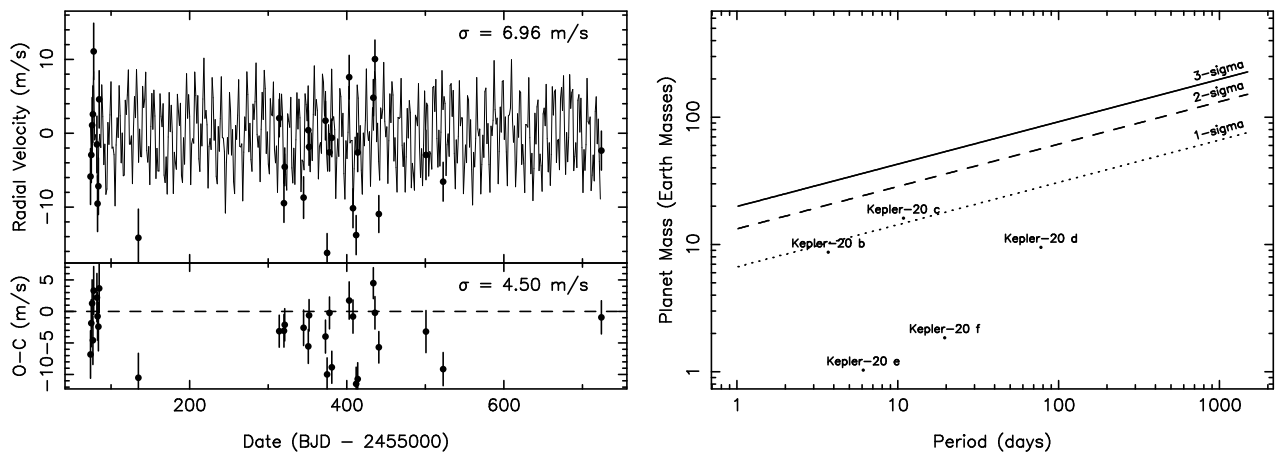 σ = 6.96 m/s
10
0
−10
Radial Velocity (m/s)
σ = 4.50 m/s
5
0
−5
−10
O−C (m/s)
200
400
600
Date (BJD − 2455000)
3−sigma
2−sigma
1−sigma
100
10
1
Planet Mass (Earth Masses)
Kepler−20 c
Kepler−20 b
Kepler−20 d
Kepler−20 f
Kepler−20 e
1
10
100
1000
Period (days)